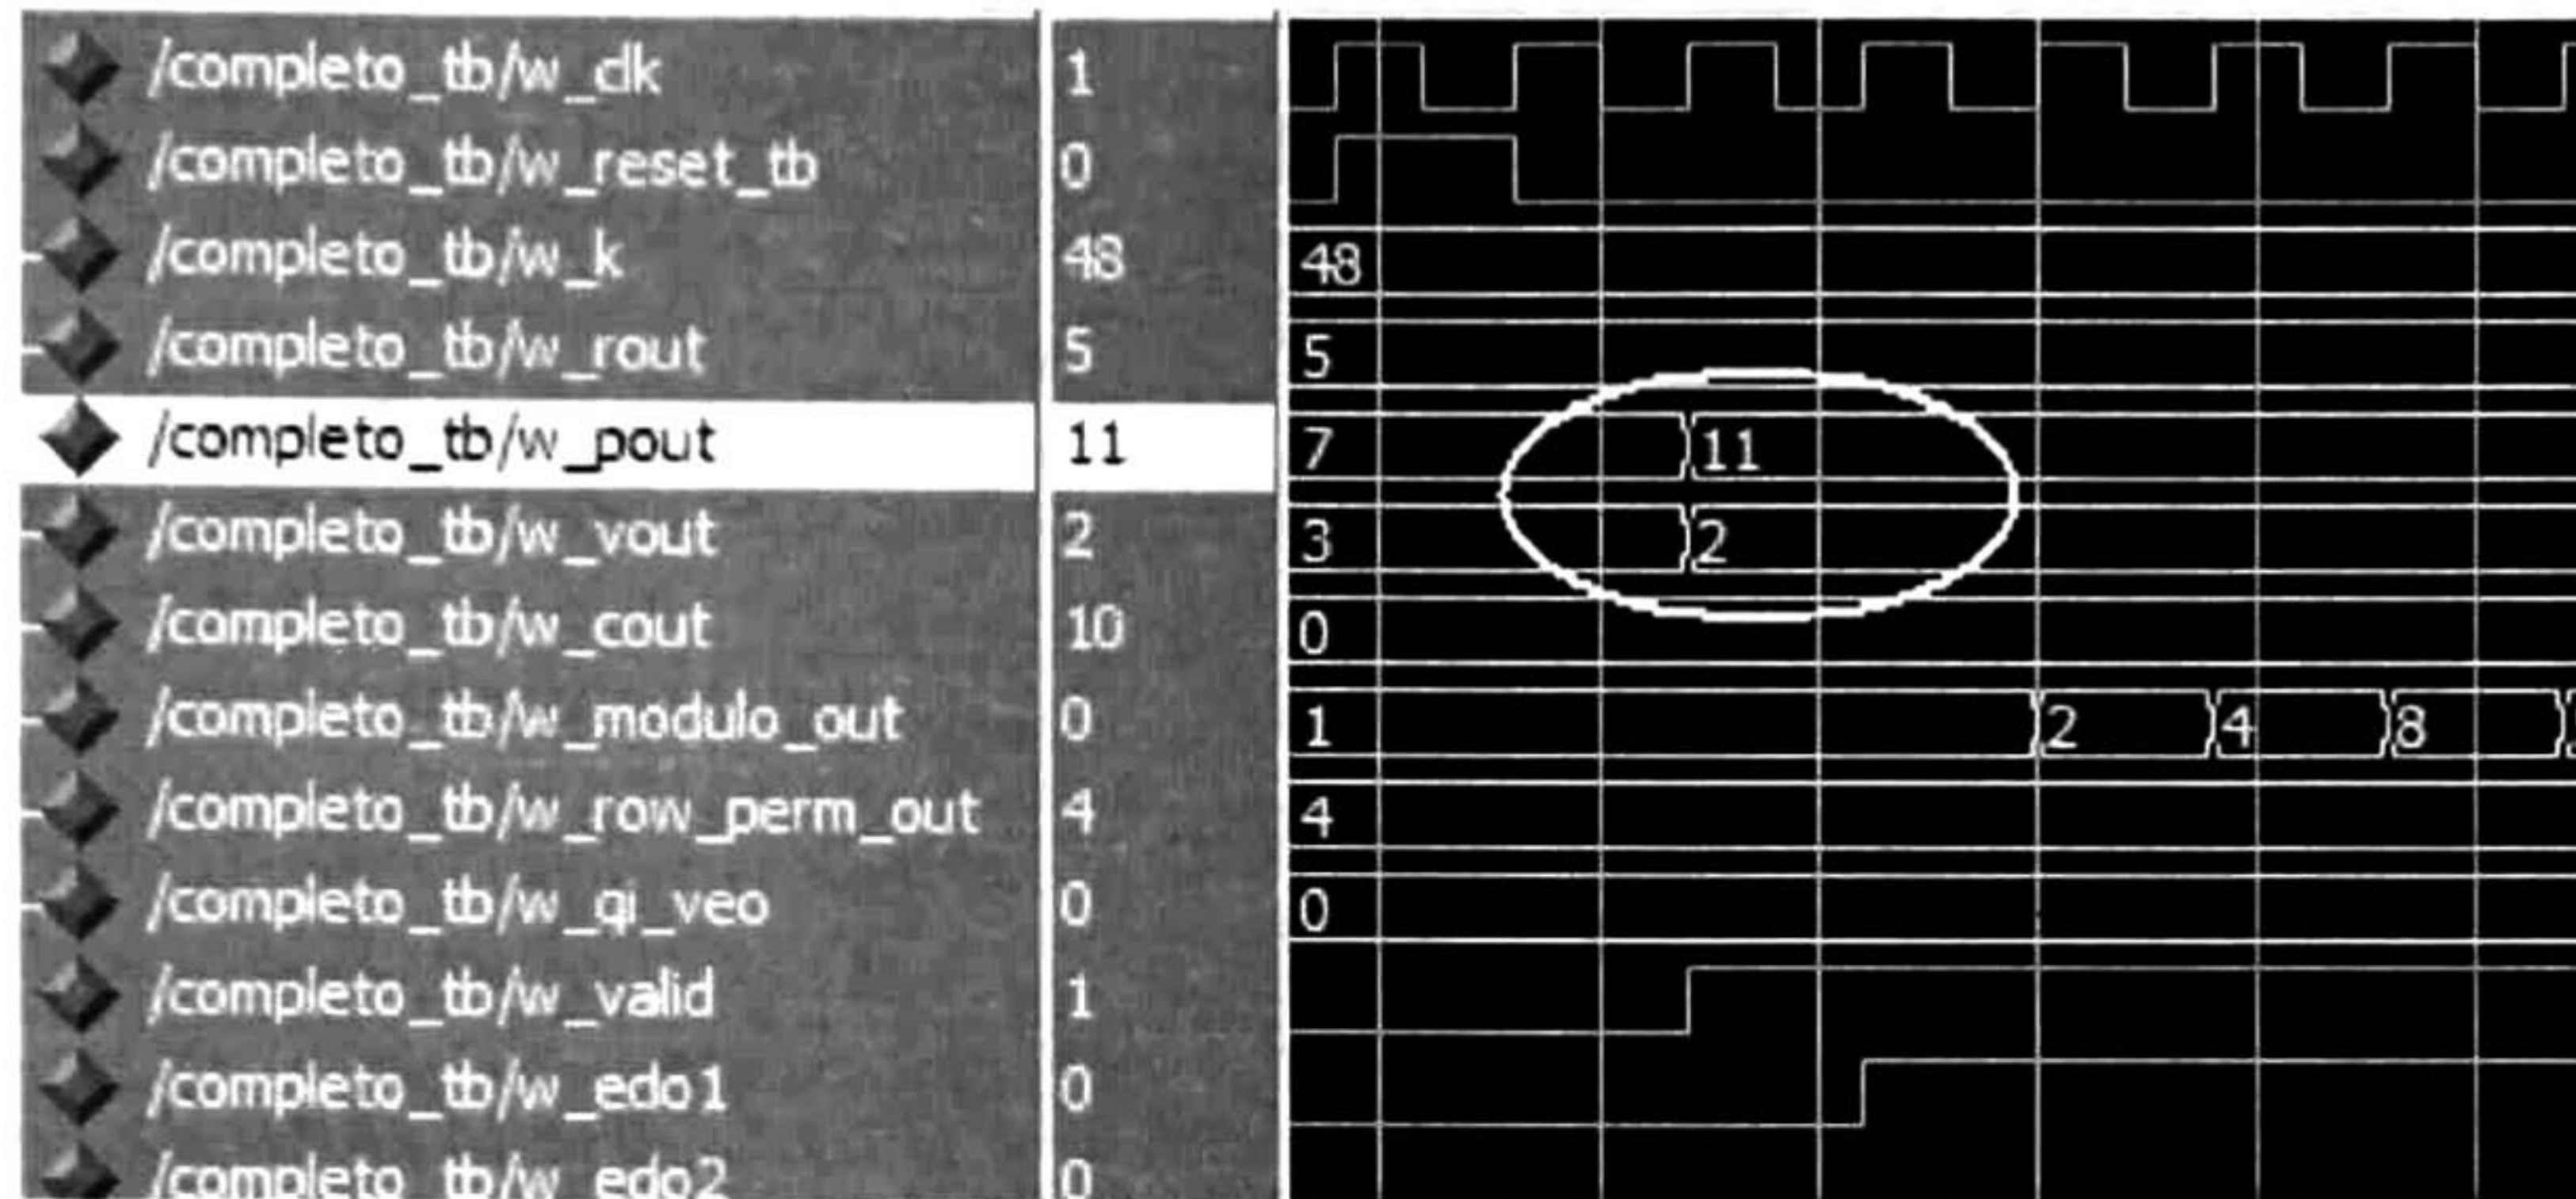 /completo_tb/w_clk 1
/completo_tb/w_reset_tb 0
/completo_tb/w_k 48 48
/completo_tb/w_rout 5 5
/completo_tb/w_pout 11 7 11
/completo_tb/w_vout 2 3 2
/completo_tb/w_cout 10 0
/completo_tb/w_modulo_out 0 1 2 4 8
/completo_tb/w_row_perm_out 4 4
/completo_tb/w_qi_veo 0 0
/completo_tb/w_valid 1
/completo_tb/w_edo1 0
/completo_tb/w_edo2 0